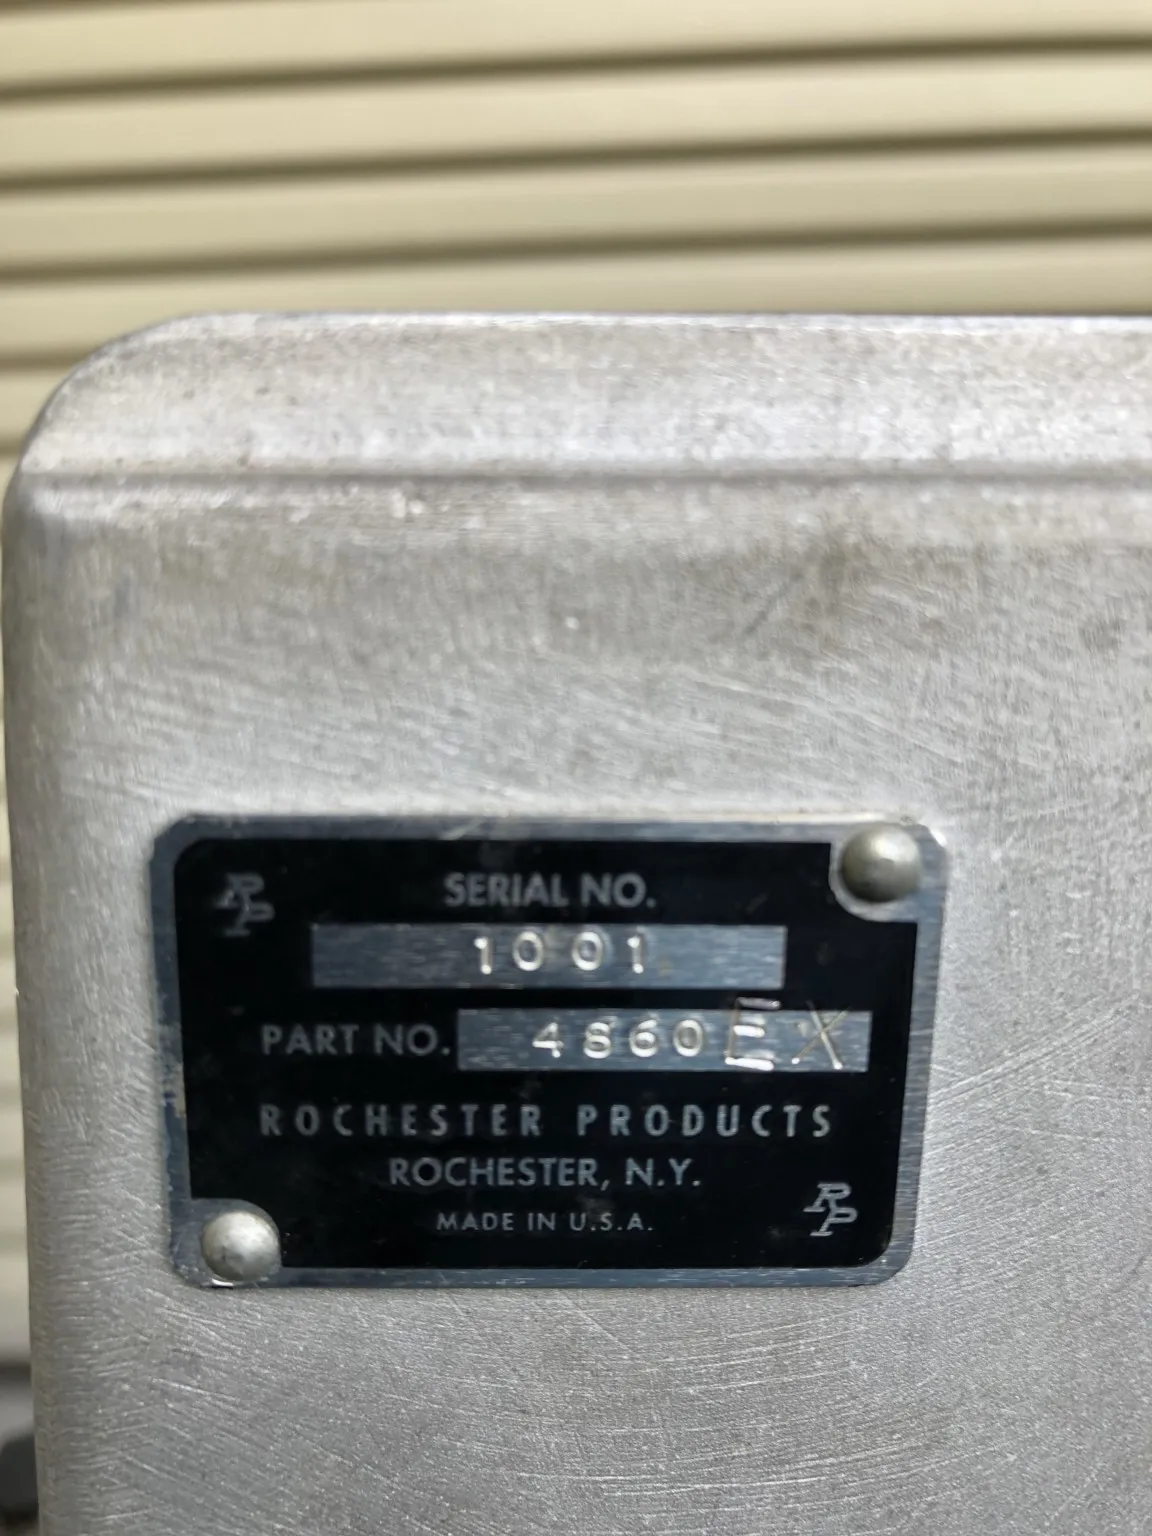 RP
SERIAL NO.
1001
PART NO. 4860EX
ROCHESTER PRODUCTS
ROCHESTER, N.Y.
MADE IN U.S.A.
RP